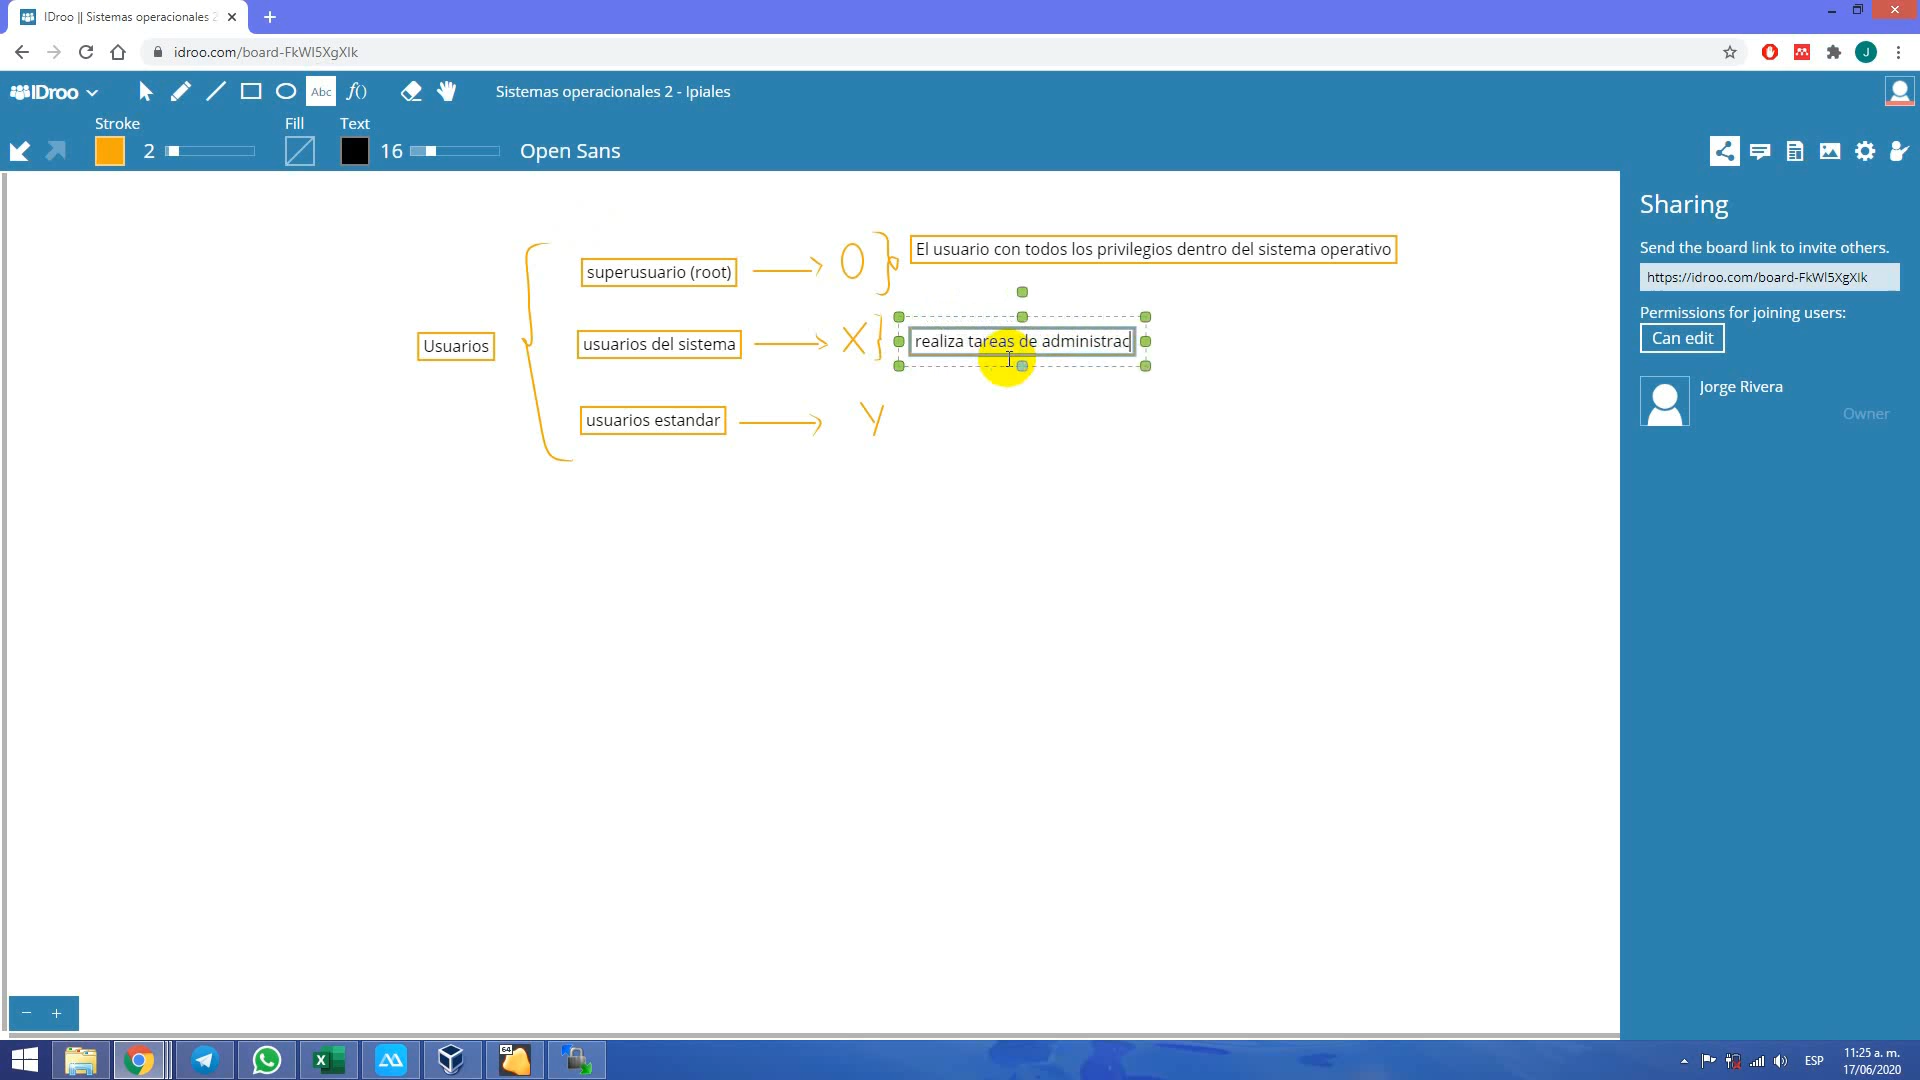 IDroo || Sistemas operacionales 2
idroo.com/board-FkWl5XgXIk
J
IDroo
Abc
f()
Sistemas operacionales 2 - Ipiales
Stroke
Fill
Text
2
16
Open Sans
Sharing
Send the board link to invite others.
https://idroo.com/board-FkWl5XgXIk
Permissions for joining users:
Can edit
Jorge Rivera
Owner
El usuario con todos los privilegios dentro del sistema operativo
superusuario (root)
O
Usuarios
usuarios del sistema
X
realiza tareas de administrac
usuarios estandar
Y
64
ESP
11:25 a. m.
17/06/2020